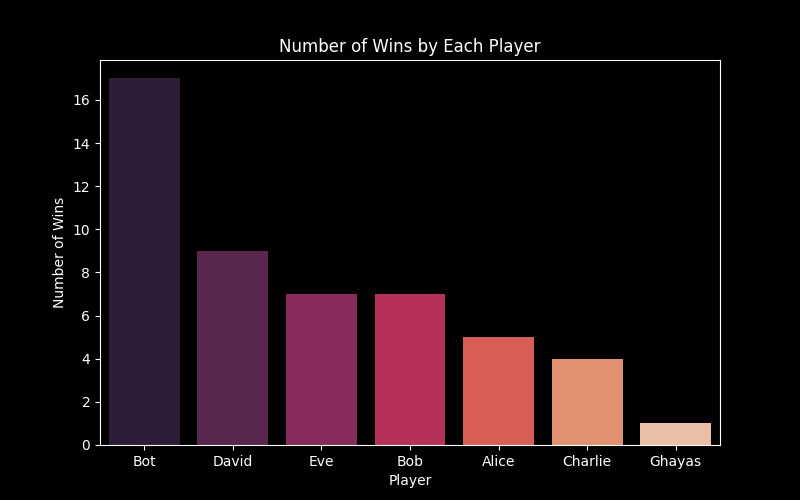 Number of Wins by Each Player
Number of Wins
16
14
12
10
8
6
4
2
0
Bot David Eve Bob Alice Charlie Ghayas
Player